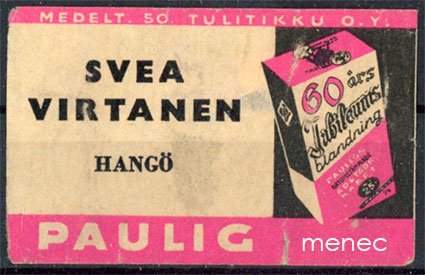 MEDELT. 50. TULITIKKU O.Y.
SVEA
VIRTANEN
HANGÖ
60 års
Jubileums
blandning
PAULIG
PAULIG
menec